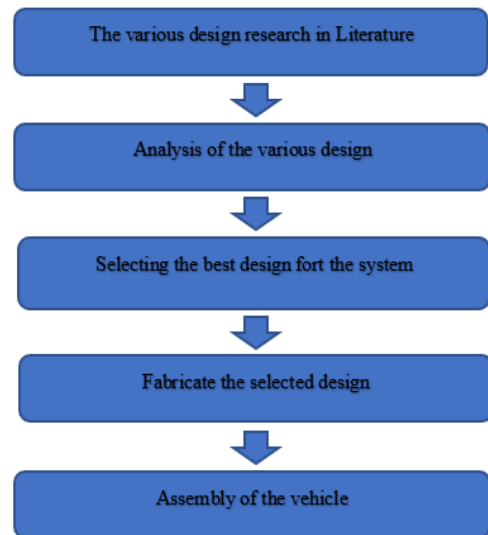 The various design research in Literature
Analysis of the various design
Selecting the best design fort the system
Fabricate the selected design
Assembly of the vehicle